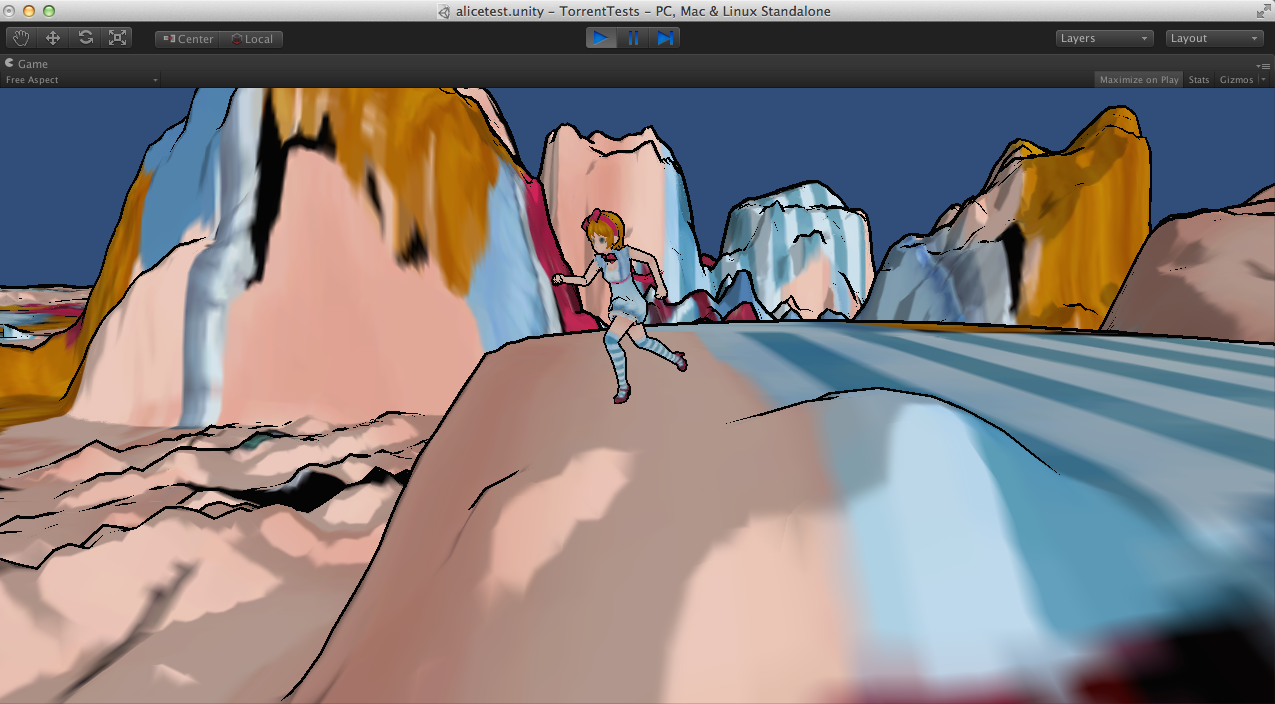 alicetest.unity - TorrentTests - PC, Mac & Linux Standalone
Center Local Layers Layout
Game
Free Aspect Maximize on Play Stats Gizmos